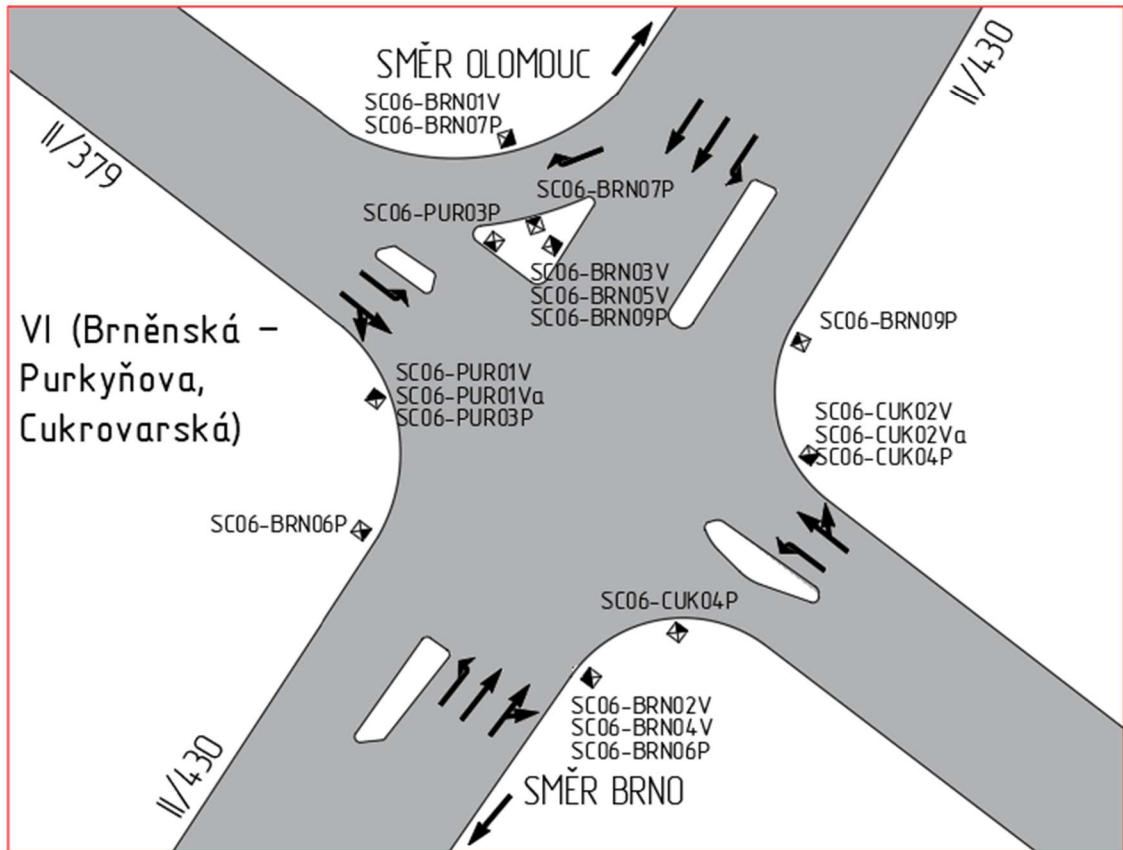 SMĚR OLOMOUC
II/430
SC06-BRN01V
SC06-BRN07P
II/379
SC06-BRN07P
SC06-PUR03P
SC06-BRN03V
SC06-BRN05V
SC06-BRN09P
VI (Brněnská –
Purkyňova,
Cukrovarská)
SC06-BRN09P
SC06-PUR01V
SC06-PUR01Va
SC06-PUR03P
SC06-CUK02V
SC06-CUK02Va
SC06-CUK04P
SC06-BRN06P
SC06-CUK04P
SC06-BRN02V
SC06-BRN04V
SC06-BRN06P
II/430
SMĚR BRNO